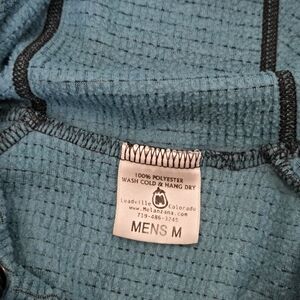 100% POLYESTER
WASH COLD & HANG DRY
Leadville Colorado
www.Melanzana.com
719-486-3245
MENS M